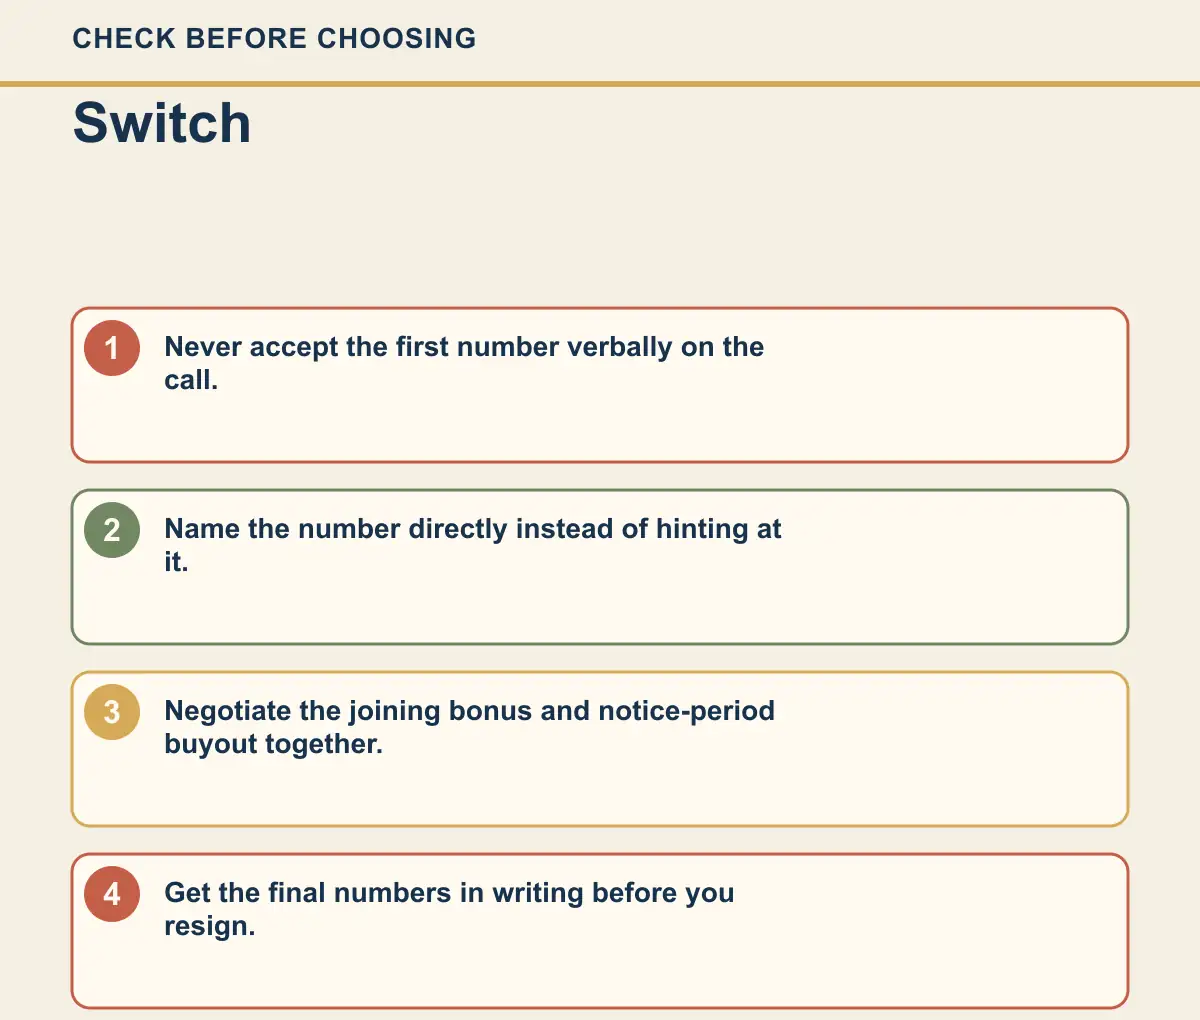 CHECK BEFORE CHOOSING
Switch
1
Never accept the first number verbally on the
call.
2
Name the number directly instead of hinting at
it.
3
Negotiate the joining bonus and notice-period
buyout together.
4
Get the final numbers in writing before you
resign.